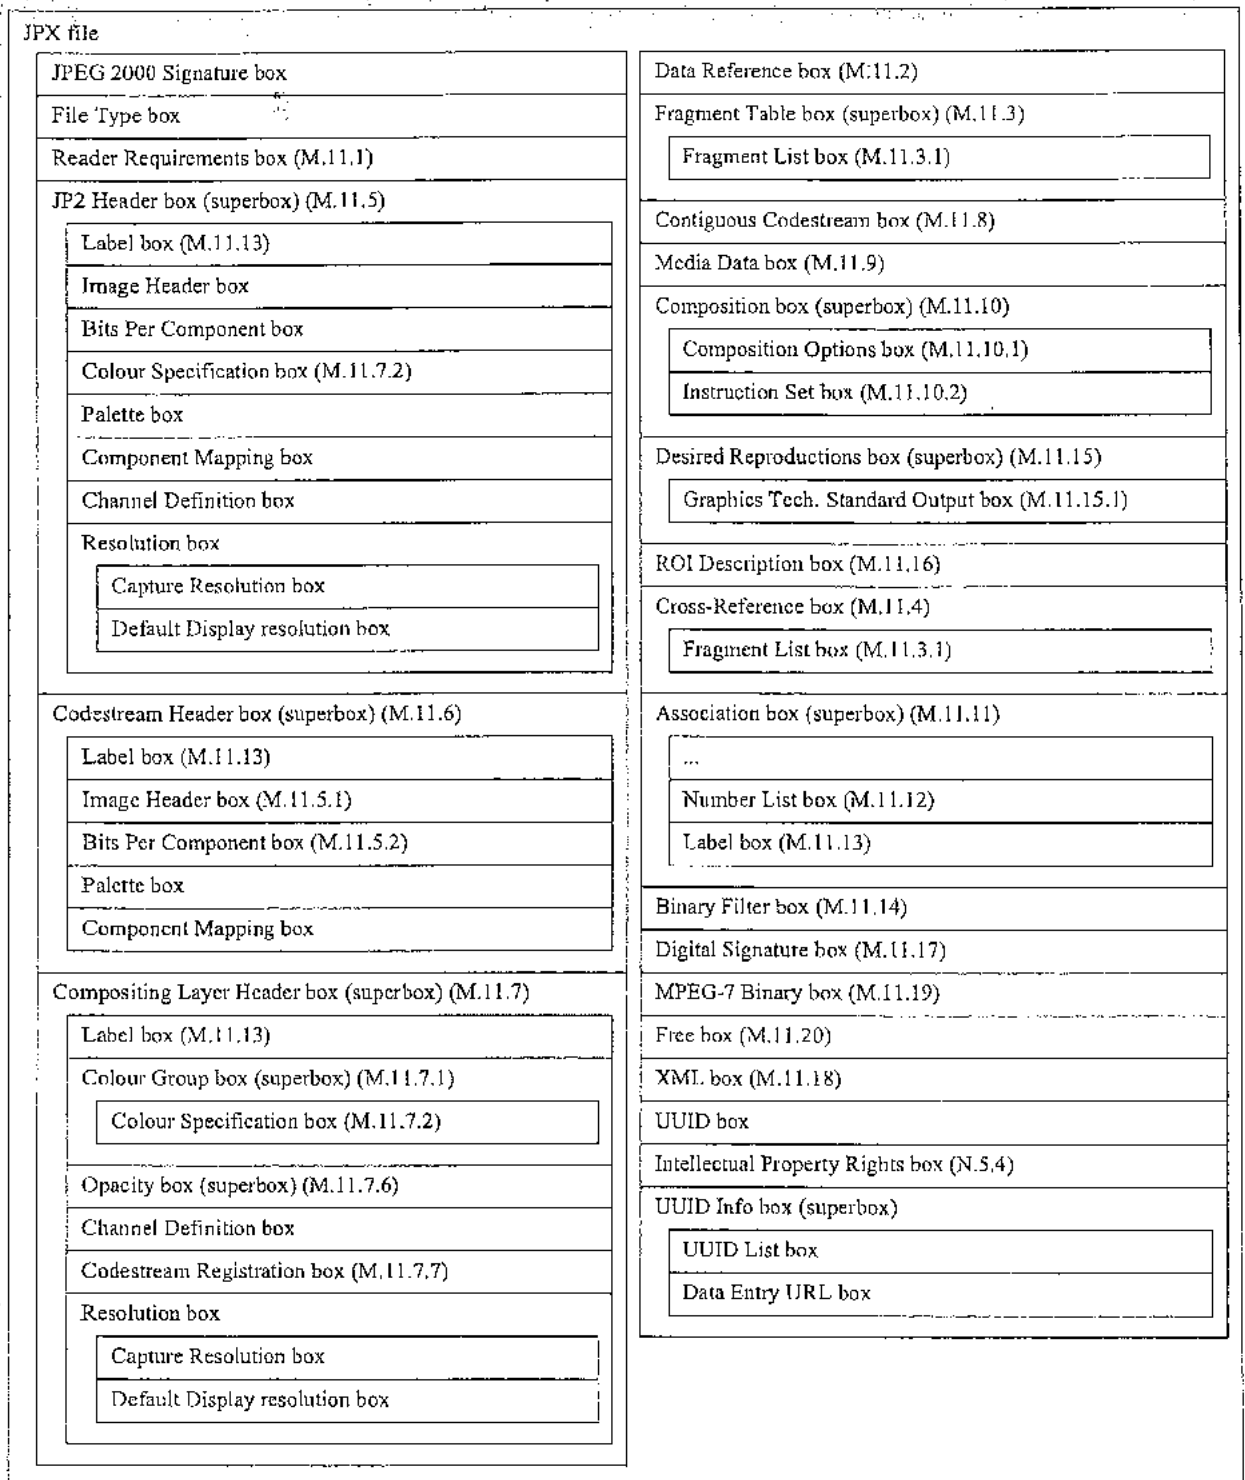 JPX file
JPEG 2000 Signature box
File Type box
Reader Requirements box (M.11.1)
JP2 Header box (superbox) (M.11.5)
Label box (M.11.13)
Image Header box
Bits Per Component box
Colour Specification box (M.11.7.2)
Palette box
Component Mapping box
Channel Definition box
Resolution box
Capture Resolution box
Default Display resolution box
Codestream Header box (superbox) (M.11.6)
Label box (M.11.13)
Image Header box (M.11.5.1)
Bits Per Component box (M.11.5.2)
Palette box
Component Mapping box
Compositing Layer Header box (superbox) (M.11.7)
Label box (M.11.13)
Colour Group box (superbox) (M.11.7.1)
Colour Specification box (M.11.7.2)
Opacity box (superbox) (M.11.7.6)
Channel Definition box
Codestream Registration box (M.11.7.7)
Resolution box
Capture Resolution box
Default Display resolution box
Data Reference box (M.11.2)
Fragment Table box (superbox) (M.11.3)
Fragment List box (M.11.3.1)
Contiguous Codestream box (M.11.8)
Media Data box (M.11.9)
Composition box (superbox) (M.11.10)
Composition Options box (M.11.10.1)
Instruction Set box (M.11.10.2)
Desired Reproductions box (superbox) (M.11.15)
Graphics Tech. Standard Output box (M.11.15.1)
ROI Description box (M.11.16)
Cross-Reference box (M.11.4)
Fragment List box (M.11.3.1)
Association box (superbox) (M.11.11)
...
Number List box (M.11.12)
Label box (M.11.13)
Binary Filter box (M.11.14)
Digital Signature box (M.11.17)
MPEG-7 Binary box (M.11.19)
Free box (M.11.20)
XML box (M.11.18)
UUID box
Intellectual Property Rights box (N.5.4)
UUID Info box (superbox)
UUID List box
Data Entry URL box